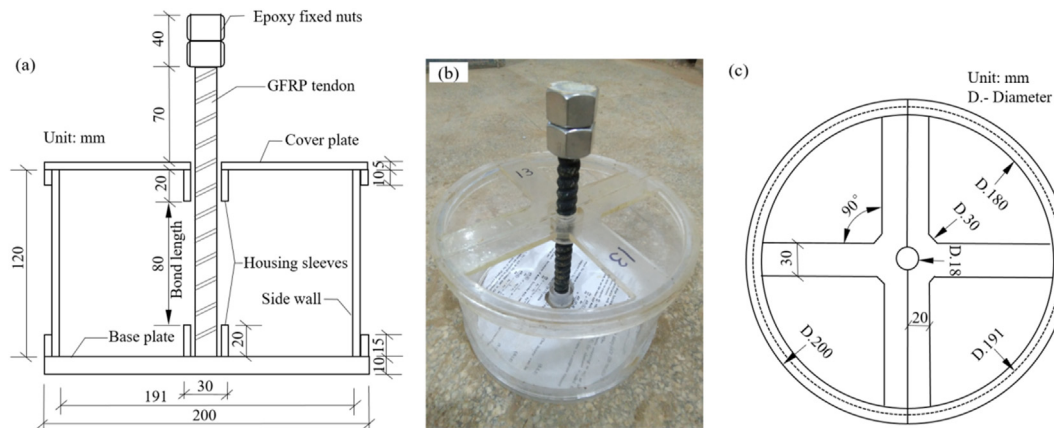 (a)
Epoxy fixed nuts
40
GFRP tendon
70
Unit: mm
Cover plate
20
10
5
120
80
Bond length
Housing sleeves
Side wall
20
Base plate
15
10
30
191
200
(b)
13
13
(c)
Unit: mm
D.- Diameter
D.180
90°
D.30
30
D.18
20
D.200
D.191